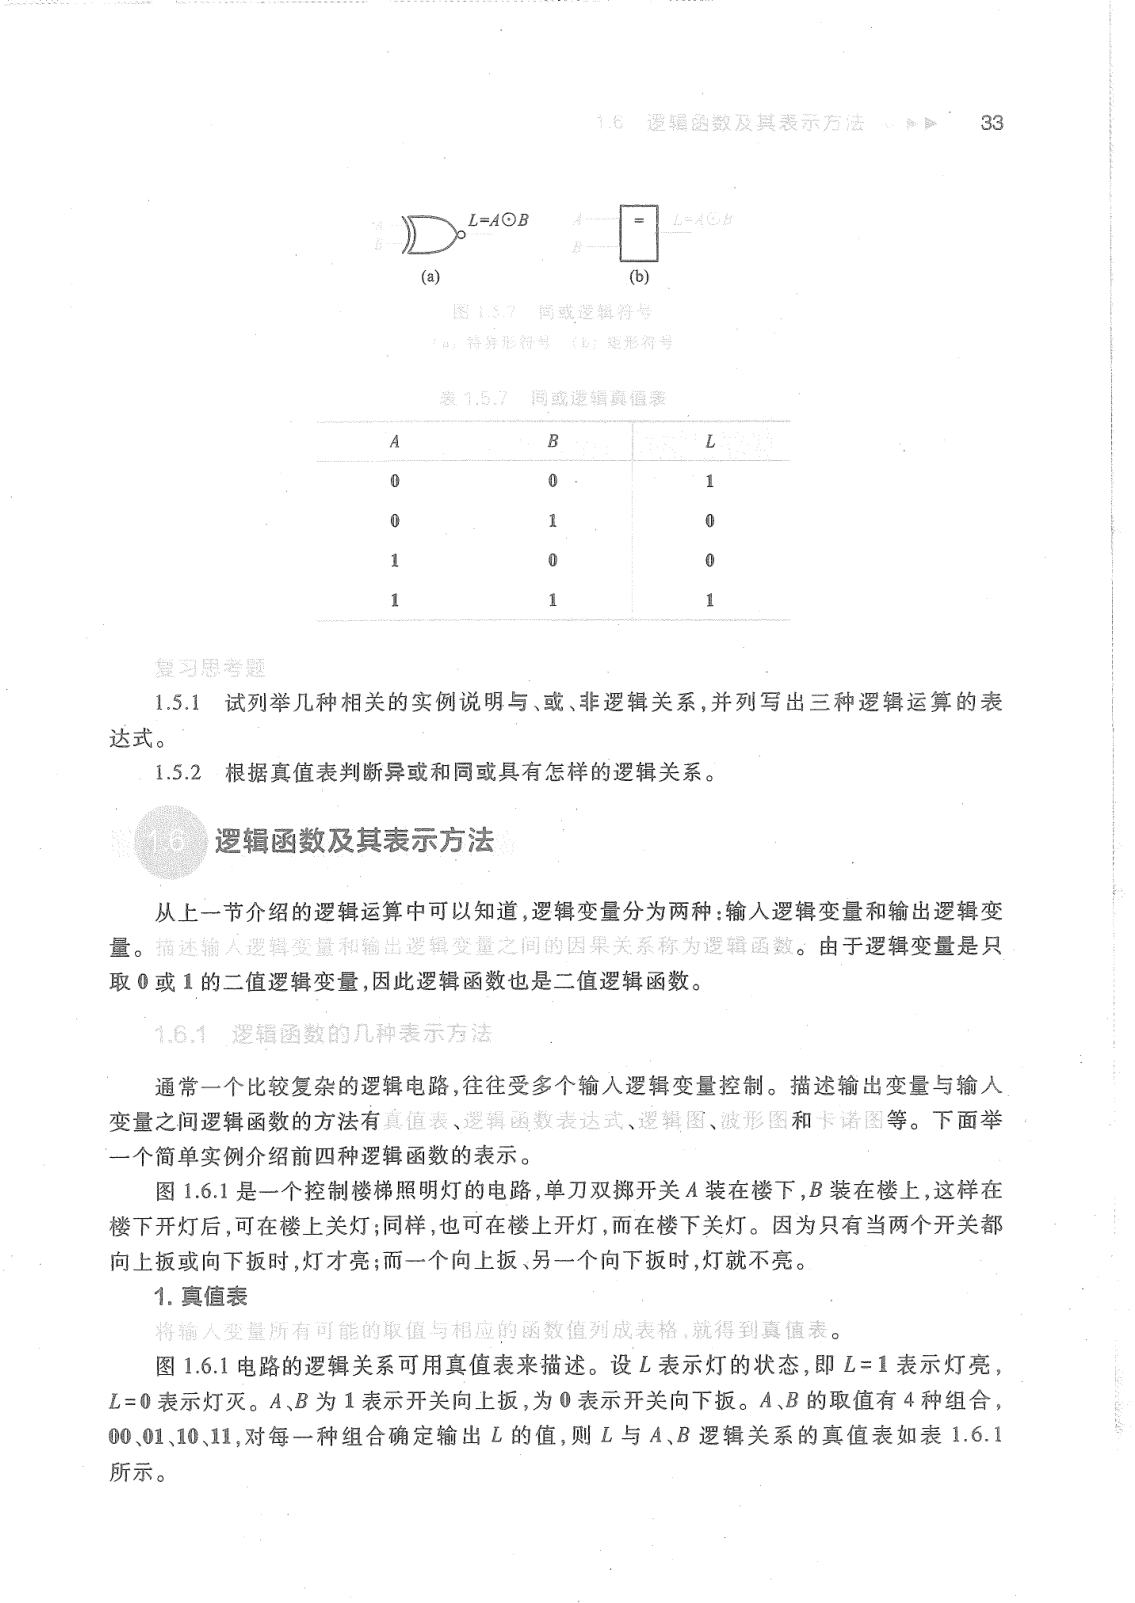 1.6 逻辑函数及其表示方法 33
A B L=A⊙B A B = L=A⊙B
(a) (b)
图 1.5.7 同或逻辑符号
(a) 特异形符号 (b) 矩形符号
表 1.5.7 同或逻辑真值表
A B L
0 0 1
0 1 0
1 0 0
1 1 1
复习思考题
1.5.1 试列举几种相关的实例说明与、或、非逻辑关系,并列写出三种逻辑运算的表
达式。
1.5.2 根据真值表判断异或和同或具有怎样的逻辑关系。
1.6 逻辑函数及其表示方法
从上一节介绍的逻辑运算中可以知道,逻辑变量分为两种:输入逻辑变量和输出逻辑变
量。描述输入逻辑变量和输出逻辑变量之间的因果关系称为逻辑函数。由于逻辑变量是只
取 0 或 1 的二值逻辑变量,因此逻辑函数也是二值逻辑函数。
1.6.1 逻辑函数的几种表示方法
通常一个比较复杂的逻辑电路,往往受多个输入逻辑变量控制。描述输出变量与输入
变量之间逻辑函数的方法有真值表、逻辑函数表达式、逻辑图、波形图和卡诺图等。下面举
一个简单实例介绍前四种逻辑函数的表示。
图 1.6.1 是一个控制楼梯照明灯的电路,单刀双掷开关 A 装在楼下,B 装在楼上,这样在
楼下开灯后,可在楼上关灯;同样,也可在楼上开灯,而在楼下关灯。因为只有当两个开关都
向上扳或向下扳时,灯才亮;而一个向上扳、另一个向下扳时,灯就不亮。
1. 真值表
将输入变量所有可能的取值与相应的函数值列成表格,就得到真值表。
图 1.6.1 电路的逻辑关系可用真值表来描述。设 L 表示灯的状态,即 L=1 表示灯亮,
L=0 表示灯灭。A、B 为 1 表示开关向上扳,为 0 表示开关向下扳。A、B 的取值有 4 种组合,
00、01、10、11,对每一种组合确定输出 L 的值,则 L 与 A、B 逻辑关系的真值表如表 1.6.1
所示。